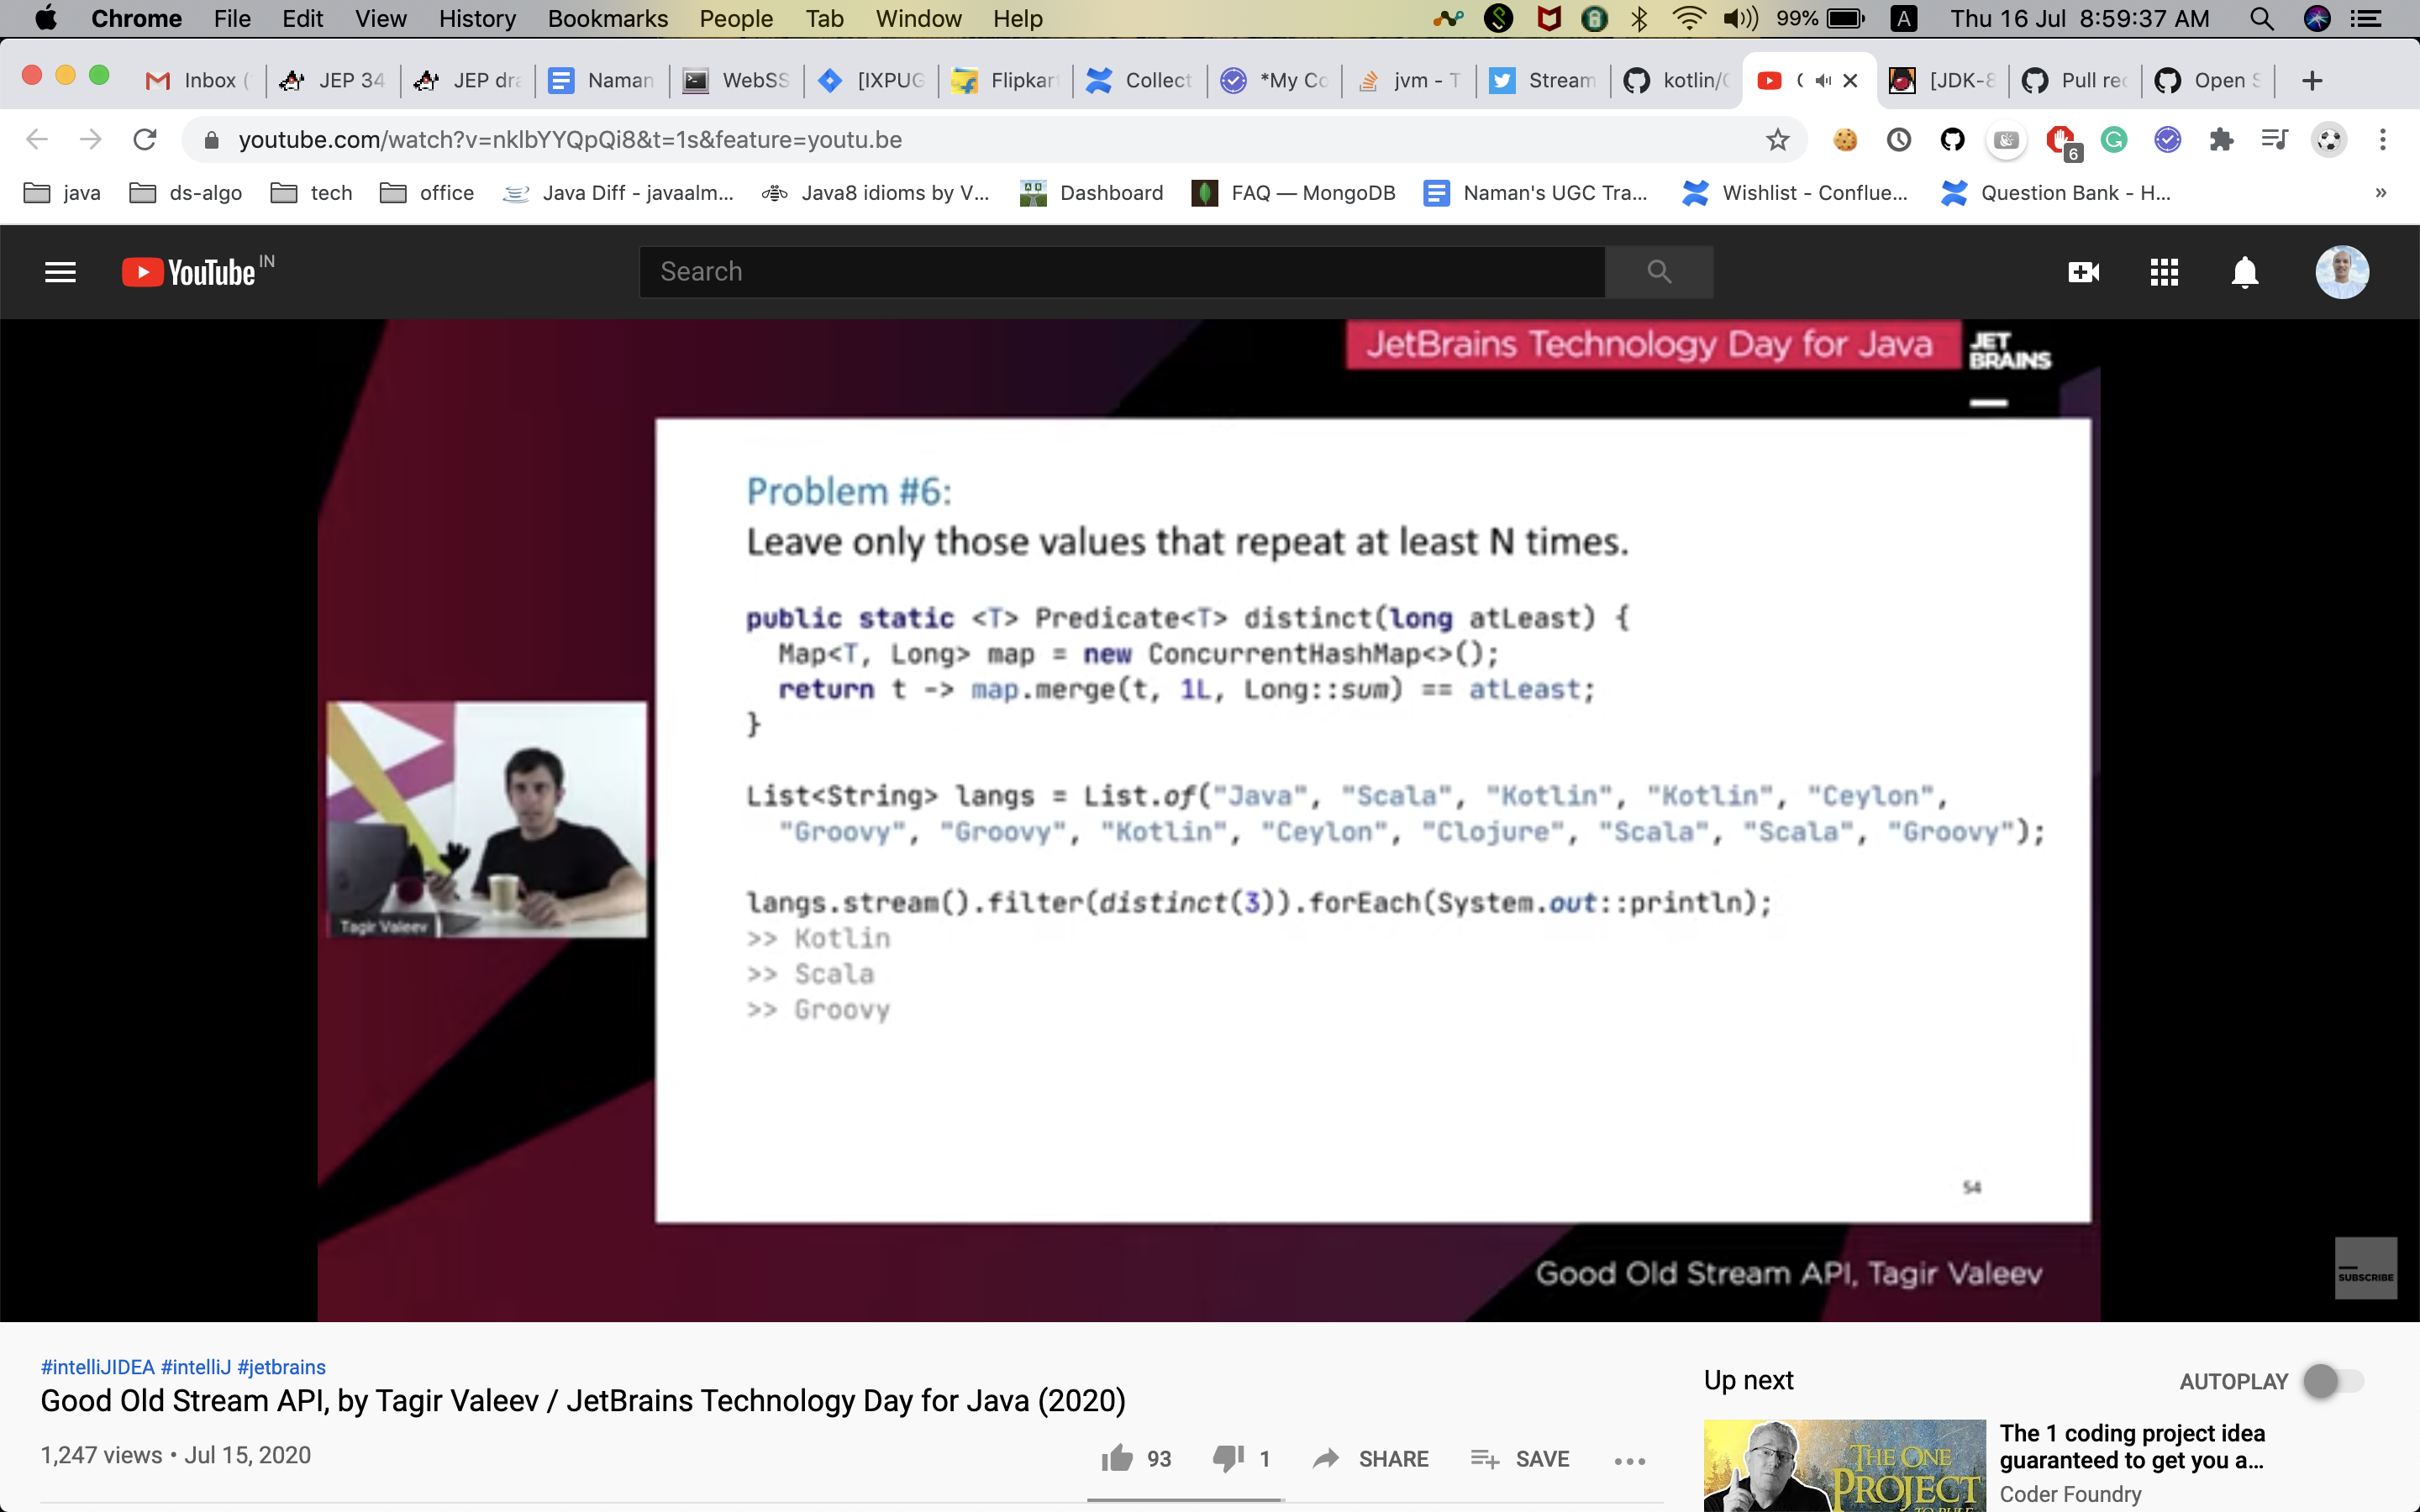 Chrome File Edit View History Bookmarks People Tab Window Help 99% A Thu 16 Jul 8:59:37 AM
Inbox ( JEP 34 JEP dra Naman WebSS [IXPUG Flipkar Collect *My Co jvm - T Stream kotlin/ [JDK-8 Pull rec Open S
youtube.com/watch?v=nklbYYQpQi8&t=1s&feature=youtu.be 6
java ds-algo tech office Java Diff - javaalm... Java8 idioms by V... Dashboard FAQ — MongoDB Naman's UGC Tra... Wishlist - Conflue... Question Bank - H... »
YouTube IN Search
JetBrains Technology Day for Java
JET
BRAINS
Problem #6:
Leave only those values that repeat at least N times.
public static <T> Predicate<T> distinct(long atLeast) {
Map<T, Long> map = new ConcurrentHashMap<>();
return t -> map.merge(t, 1L, Long::sum) == atLeast;
}
List<String> langs = List.of("Java", "Scala", "Kotlin", "Kotlin", "Ceylon",
"Groovy", "Groovy", "Kotlin", "Ceylon", "Clojure", "Scala", "Scala", "Groovy");
langs.stream().filter(distinct(3)).forEach(System.out::println);
>> Kotlin
>> Scala
>> Groovy
54
Tagir Valeev
Good Old Stream API, Tagir Valeev
SUBSCRIBE
#intelliJIDEA #intelliJ #jetbrains
Good Old Stream API, by Tagir Valeev / JetBrains Technology Day for Java (2020)
1,247 views • Jul 15, 2020
93 1 SHARE SAVE
Up next AUTOPLAY
THE ONE
PROJECT
The 1 coding project idea
guaranteed to get you a...
Coder Foundry